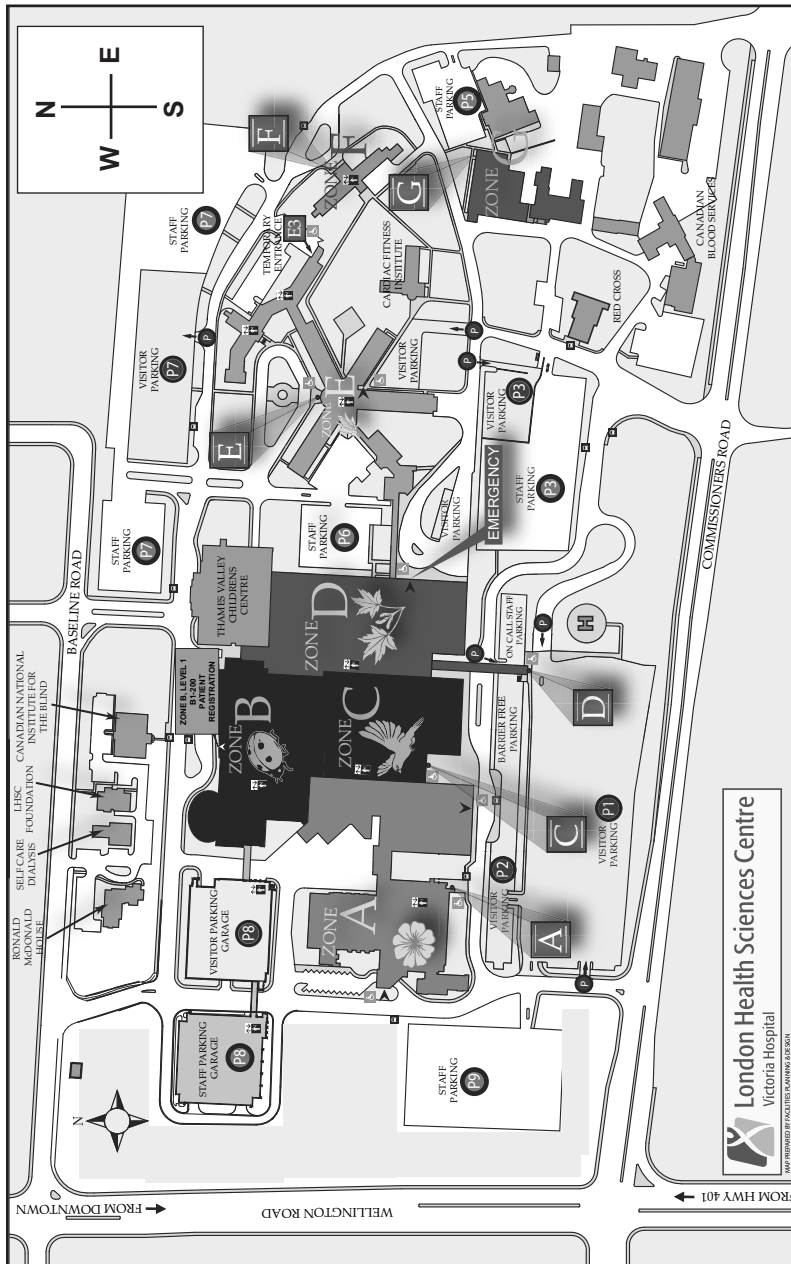 N
W
E
S
F
ZONE
F
STAFF
PARKING
P5
STAFF
PARKING
P7
TEMPORARY
ENTRANCE
E3
G
ZONE
G
CARDIAC FITNESS
INSTITUTE
CANADIAN
BLOOD SERVICES
RED CROSS
VISITOR
PARKING
P7
P
VISITOR
PARKING
P
P
E
ZONE
E
VISITOR
PARKING
P3
STAFF
PARKING
P3
EMERGENCY
VISITOR
PARKING
STAFF
PARKING
P6
STAFF
PARKING
P7
BASELINE ROAD
COMMISSIONERS ROAD
THAMES VALLEY
CHILDRENS
CENTRE
ZONE
D
ON CALL STAFF
PARKING
P
P
H
D
ZONE B, LEVEL 1
B1-200
PATIENT
REGISTRATION
ZONE
B
ZONE
C
BARRIER FREE
PARKING
CANADIAN NATIONAL
INSTITUTE FOR
THE BLIND
LHSC
FOUNDATION
SELF CARE
DIALYSIS
RONALD
McDONALD
HOUSE
C
VISITOR
PARKING
P1
VISITOR
PARKING
P2
A
P
ZONE
A
VISITOR PARKING
GARAGE
P8
STAFF PARKING
GARAGE
P8
STAFF
PARKING
P9
N
FROM DOWNTOWN
WELLINGTON ROAD
FROM HWY 401
London Health Sciences Centre
Victoria Hospital
MAP PREPARED BY FACILITIES PLANNING & DESIGN